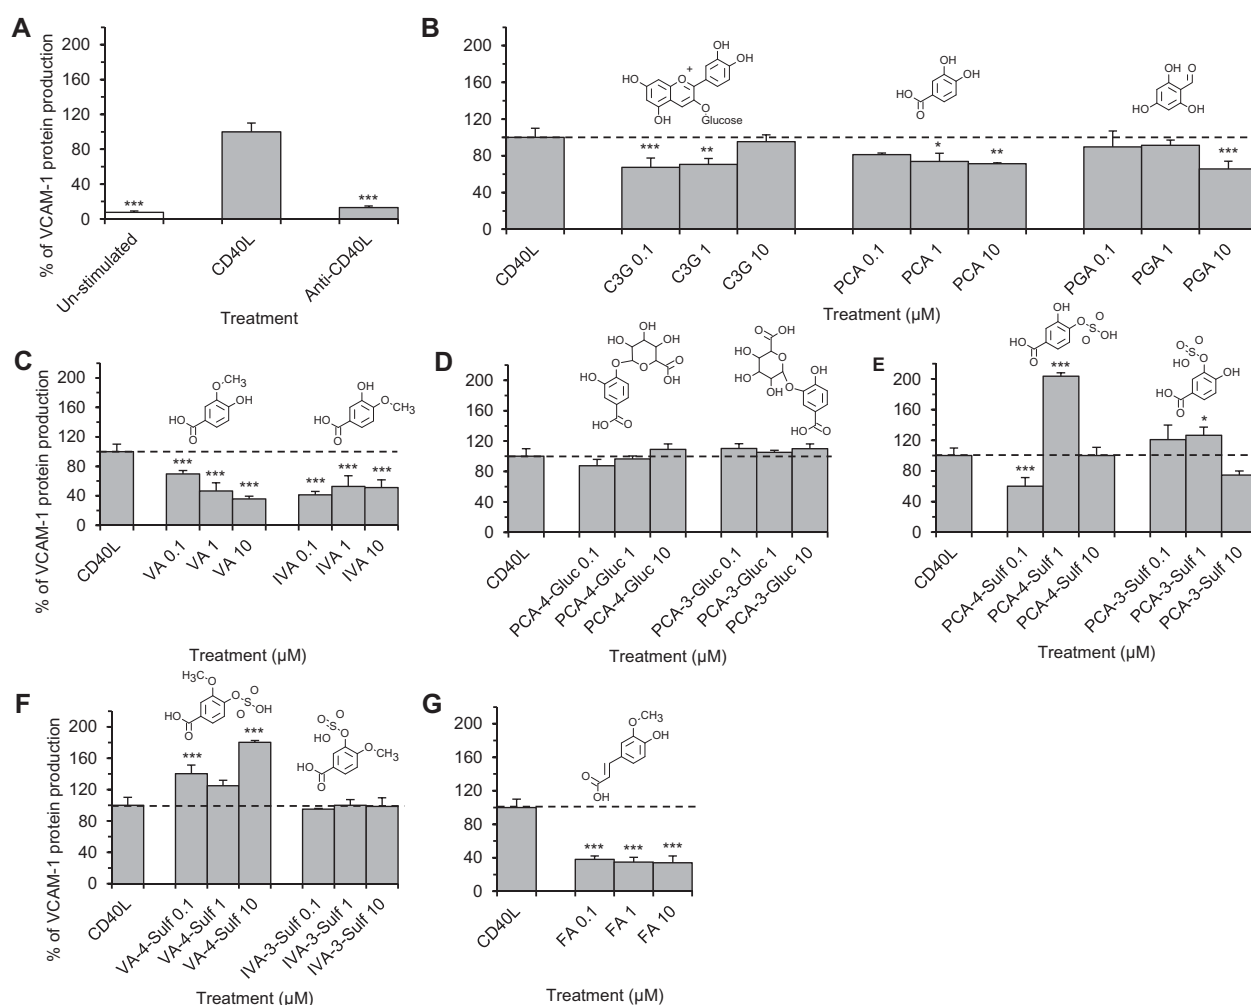 A
% of VCAM-1 protein production
200
160
120
80
40
0
***
***
Un-stimulated
CD40L
Anti-CD40L
Treatment
B
200
160
120
80
40
0
HO
O
+
OH
OH
OH
O
Glucose
HO
O
OH
OH
OH
O
HO
OH
***
**
*
**
***
CD40L
C3G 0.1
C3G 1
C3G 10
PCA 0.1
PCA 1
PCA 10
PGA 0.1
PGA 1
PGA 10
Treatment (µM)
C
% of VCAM-1 protein production
200
160
120
80
40
0
O
CH3
OH
HO
O
OH
O
CH3
HO
O
***
***
***
***
***
***
CD40L
VA 0.1
VA 1
VA 10
IVA 0.1
IVA 1
IVA 10
Treatment (µM)
D
200
160
120
80
40
0
OH
HO
OH
O
O
O
OH
HO
HO
O
O
OH
HO
HO
OH
O
O
OH
HO
O
CD40L
PCA-4-Gluc 0.1
PCA-4-Gluc 1
PCA-4-Gluc 10
PCA-3-Gluc 0.1
PCA-3-Gluc 1
PCA-3-Gluc 10
Treatment (µM)
E
200
160
120
80
40
0
OH
O
O
S
OH
O
HO
O
HO
O
S
O
O
OH
HO
O
***
***
*
CD40L
PCA-4-Sulf 0.1
PCA-4-Sulf 1
PCA-4-Sulf 10
PCA-3-Sulf 0.1
PCA-3-Sulf 1
PCA-3-Sulf 10
Treatment (µM)
F
% of VCAM-1 protein production
200
160
120
80
40
0
H3C
O
O
O
S
OH
O
HO
O
O
S
O
HO
O
O
CH3
HO
O
***
***
CD40L
VA-4-Sulf 0.1
VA-4-Sulf 1
VA-4-Sulf 10
IVA-3-Sulf 0.1
IVA-3-Sulf 1
IVA-3-Sulf 10
Treatment (µM)
G
200
160
120
80
40
0
O
CH3
OH
O
OH
***
***
***
CD40L
FA 0.1
FA 1
FA 10
Treatment (µM)